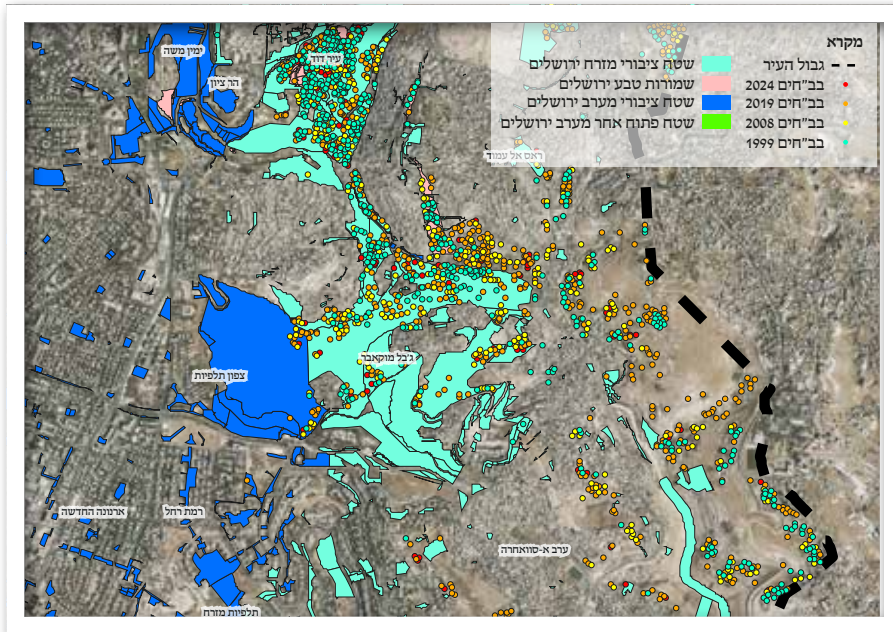 מקרא
גבול העיר
בב"חים 2024
בב"חים 2019
בב"חים 2008
בב"חים 1999
שטח ציבורי מזרח ירושלים
שמורות טבע ירושלים
שטח ציבורי מערב ירושלים
שטח פתוח אחר מערב ירושלים
ימין משה
עיר דוד
הר ציון
ראס אל עמוד
ג'בל מוקאבר
צפון תלפיות
ארנונה החדשה
רמת רחל
ערב א-סוואחרה
תלפיות מזרח